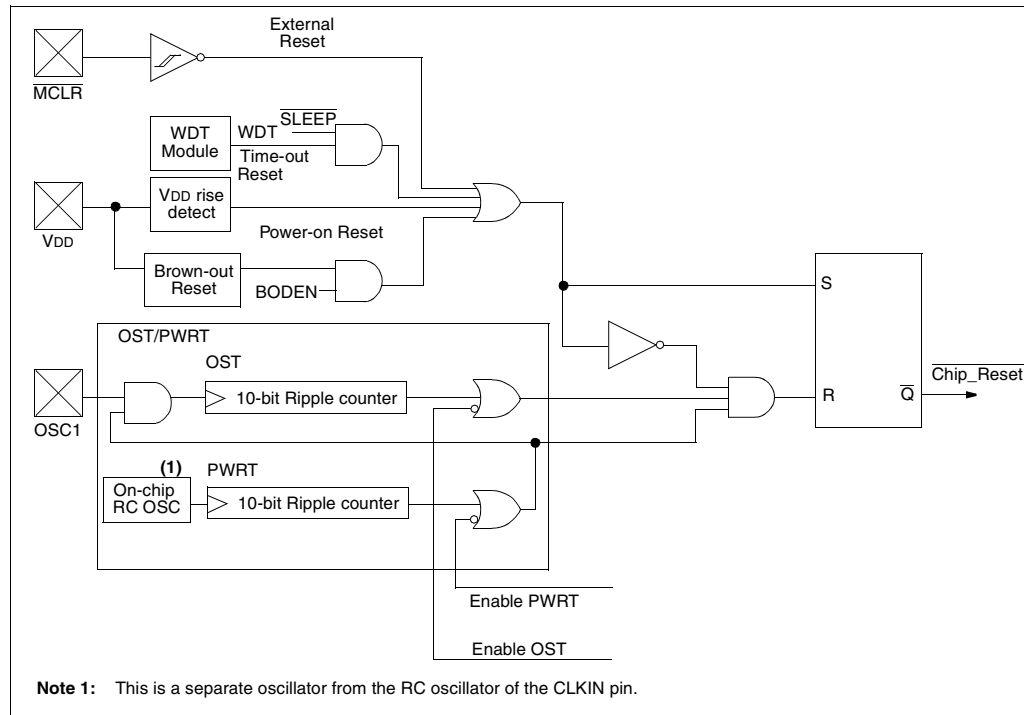 External
Reset
MCLR
SLEEP
WDT
Module
WDT
Time-out
Reset
VDD rise
detect
VDD
Power-on Reset
Brown-out
Reset
BODEN
S
OST/PWRT
OST
10-bit Ripple counter
OSC1
R
Q
Chip_Reset
(1)
PWRT
On-chip
RC OSC
10-bit Ripple counter
Enable PWRT
Enable OST
Note 1: This is a separate oscillator from the RC oscillator of the CLKIN pin.